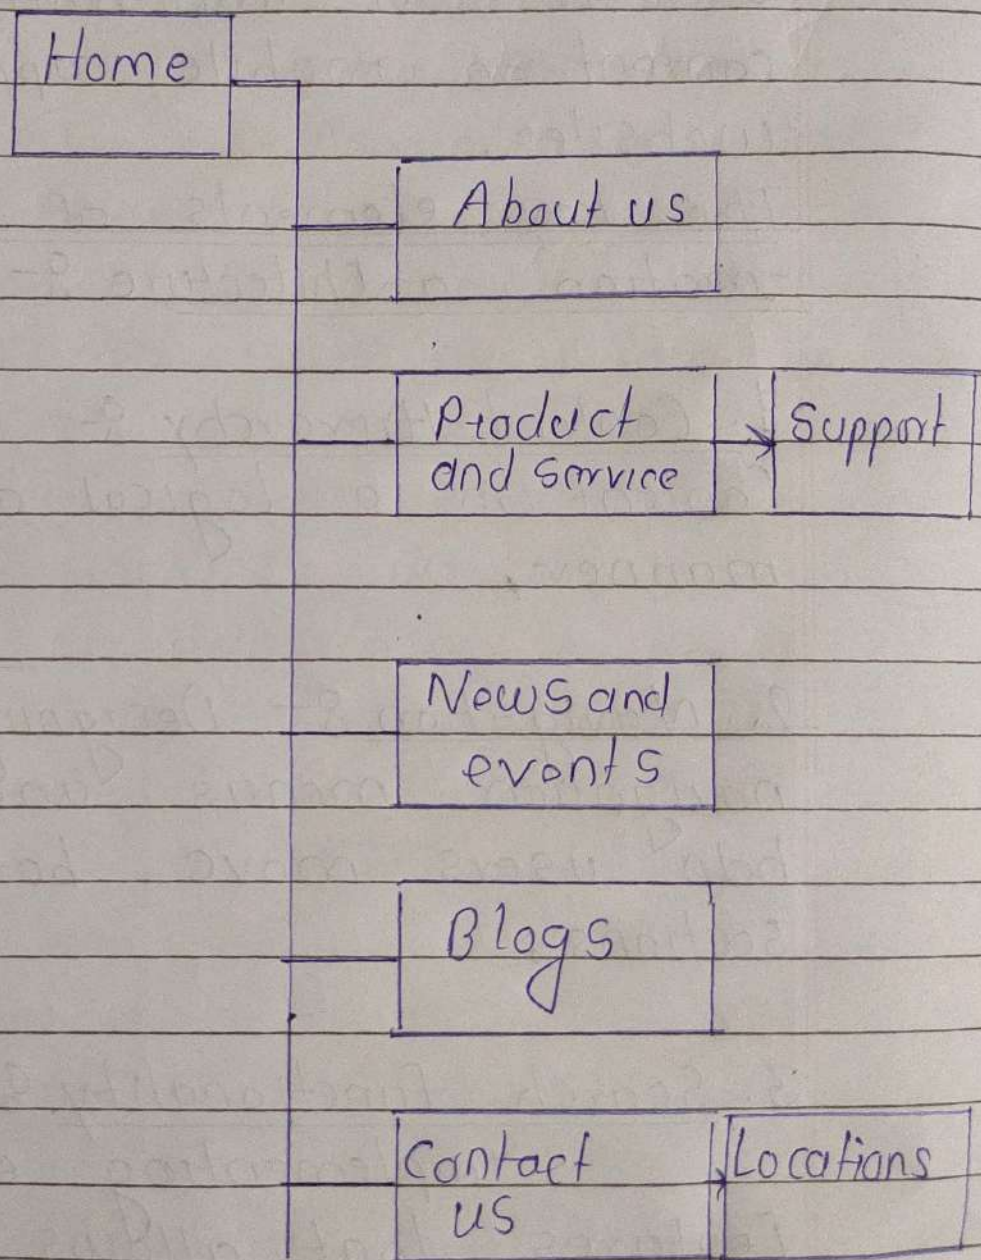 Home
About us
Product
and Service
Support
News and
events
Blogs
Contact
us
Locations